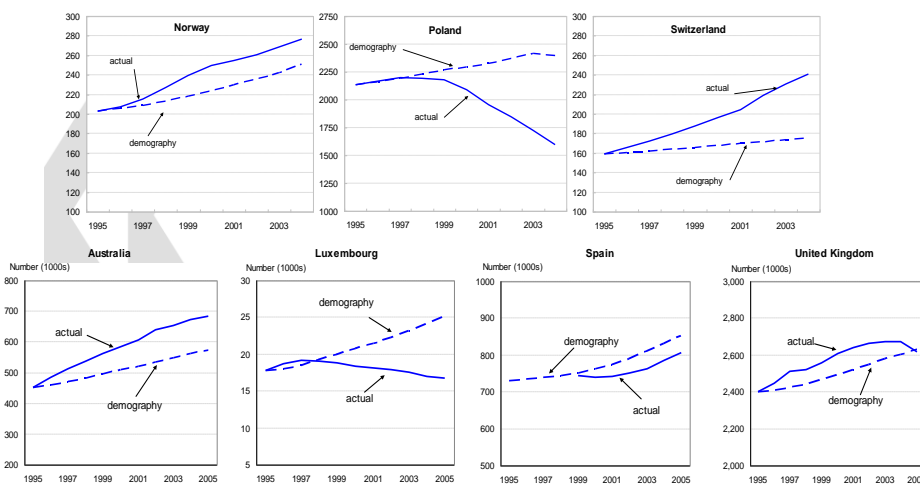 Norway
300
280
260
240
220
200
180
160
140
120
100
actual
demography
1995 1997 1999 2001 2003
Poland
2750
2500
2250
2000
1750
1500
1250
1000
demography
actual
1995 1997 1999 2001 2003
Switzerland
300
280
260
240
220
200
180
160
140
120
100
actual
demography
1995 1997 1999 2001 2003
Australia
Number (1000s)
800
700
600
500
400
300
200
actual
demography
1995 1997 1999 2001 2003 2005
Luxembourg
Number (1000s)
30
25
20
15
10
5
demography
actual
1995 1997 1999 2001 2003 2005
Spain
Number (1000s)
1000
900
800
700
600
500
demography
actual
1995 1997 1999 2001 2003 2005
United Kingdom
Number (1000s)
3,000
2,800
2,600
2,400
2,200
2,000
actual
demography
1995 1997 1999 2001 2003